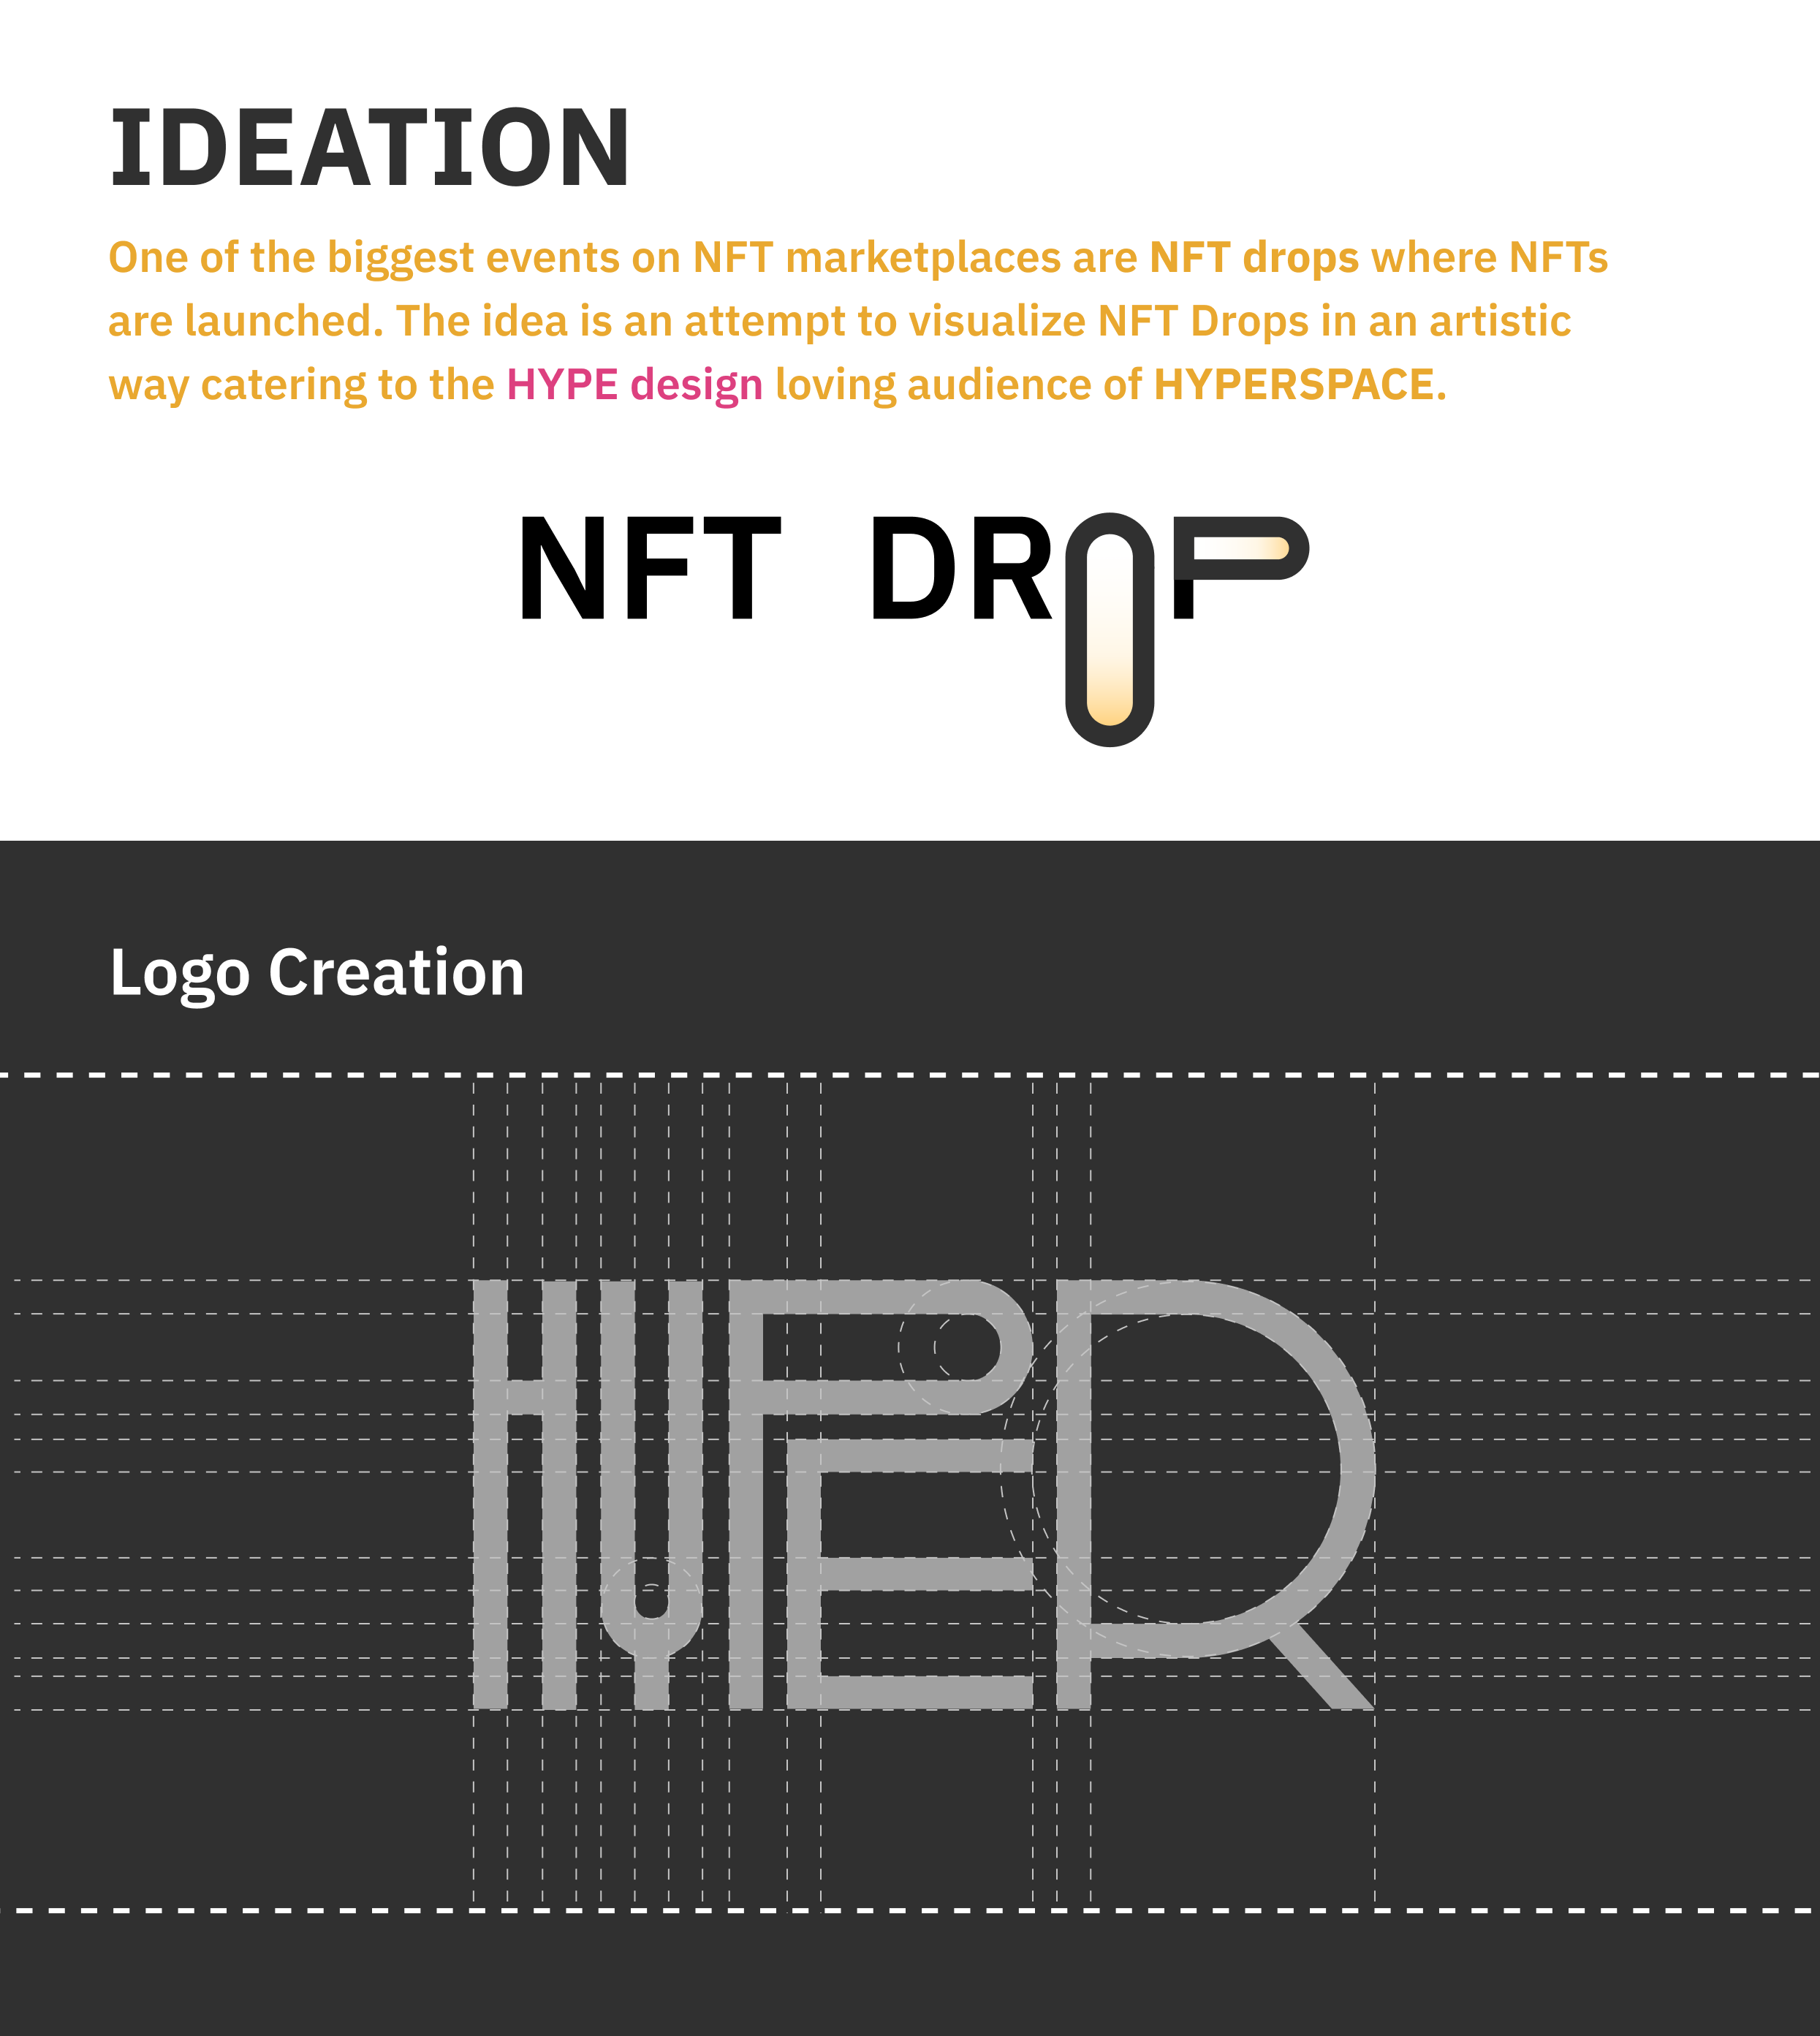 IDEATION
One of the biggest events on NFT marketplaces are NFT drops where NFTs
are launched. The idea is an attempt to visualize NFT Drops in an artistic
way catering to the HYPE design loving audience of HYPERSPACE.
NFT DROP
Logo Creation
HYPER